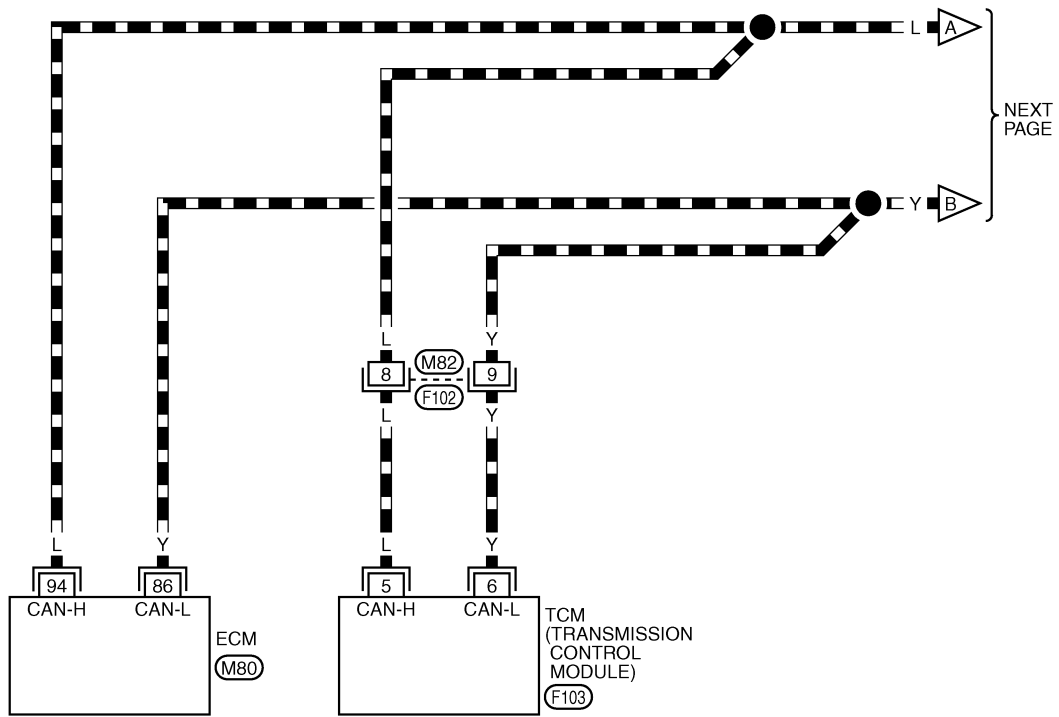 L A
NEXT
PAGE
Y B
L Y
8 M82 9
F102
L Y
L Y L Y
94 86 5 6
CAN-H CAN-L CAN-H CAN-L
TCM
(TRANSMISSION
CONTROL
MODULE)
F103
ECM
M80